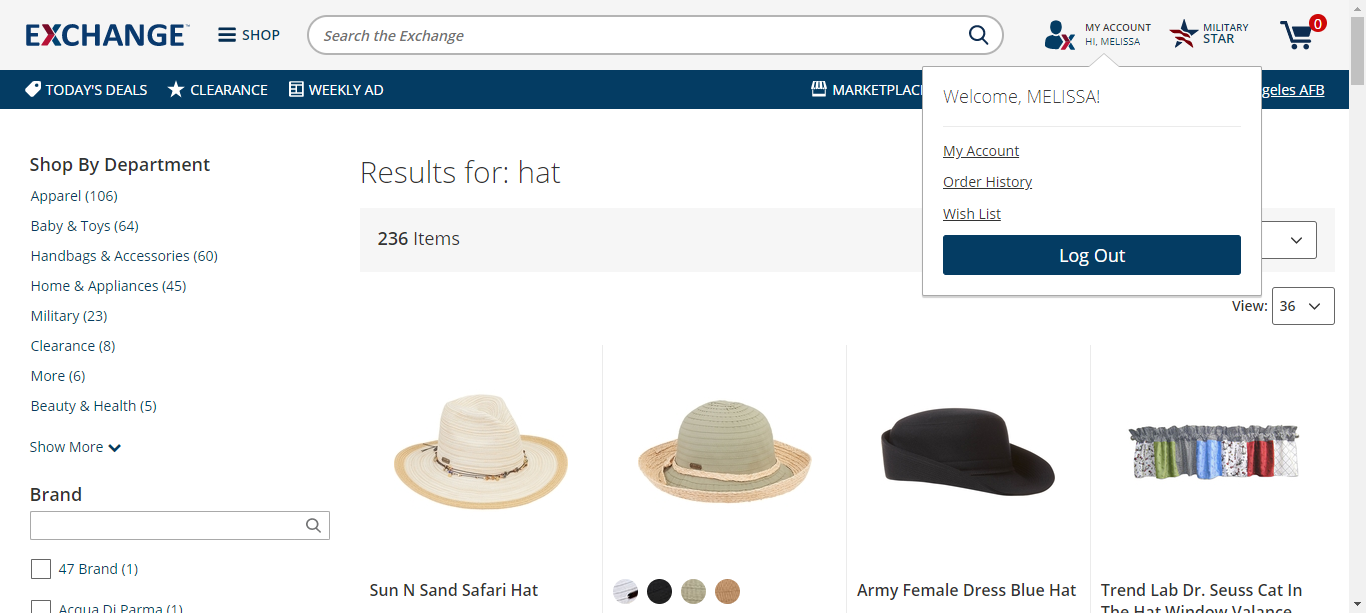 EXCHANGE
SHOP
Search the Exchange
MY ACCOUNT
HI, MELISSA
MILITARY
STAR
0
TODAY'S DEALS
CLEARANCE
WEEKLY AD
MARKETPLAC
geles AFB
Welcome, MELISSA!
My Account
Order History
Wish List
Log Out
Shop By Department
Apparel (106)
Baby & Toys (64)
Handbags & Accessories (60)
Home & Appliances (45)
Military (23)
Clearance (8)
More (6)
Beauty & Health (5)
Show More
Brand
47 Brand (1)
Acqua Di Parma (1)
Results for: hat
236 Items
View:
36
Sun N Sand Safari Hat
Army Female Dress Blue Hat
Trend Lab Dr. Seuss Cat In
The Hat Window Valance